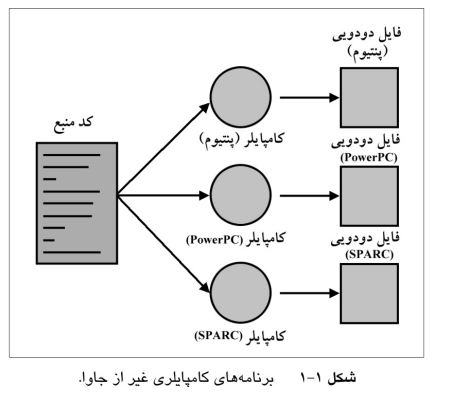 فایل دودویی
(پنتیوم)
کد منبع
کامپایلر (پنتیوم)
فایل دودویی
(PowerPC)
کامپایلر (PowerPC)
فایل دودویی
(SPARC)
کامپایلر (SPARC)
شکل ۱-۱ برنامه‌های کامپایلری غیر از جاوا.